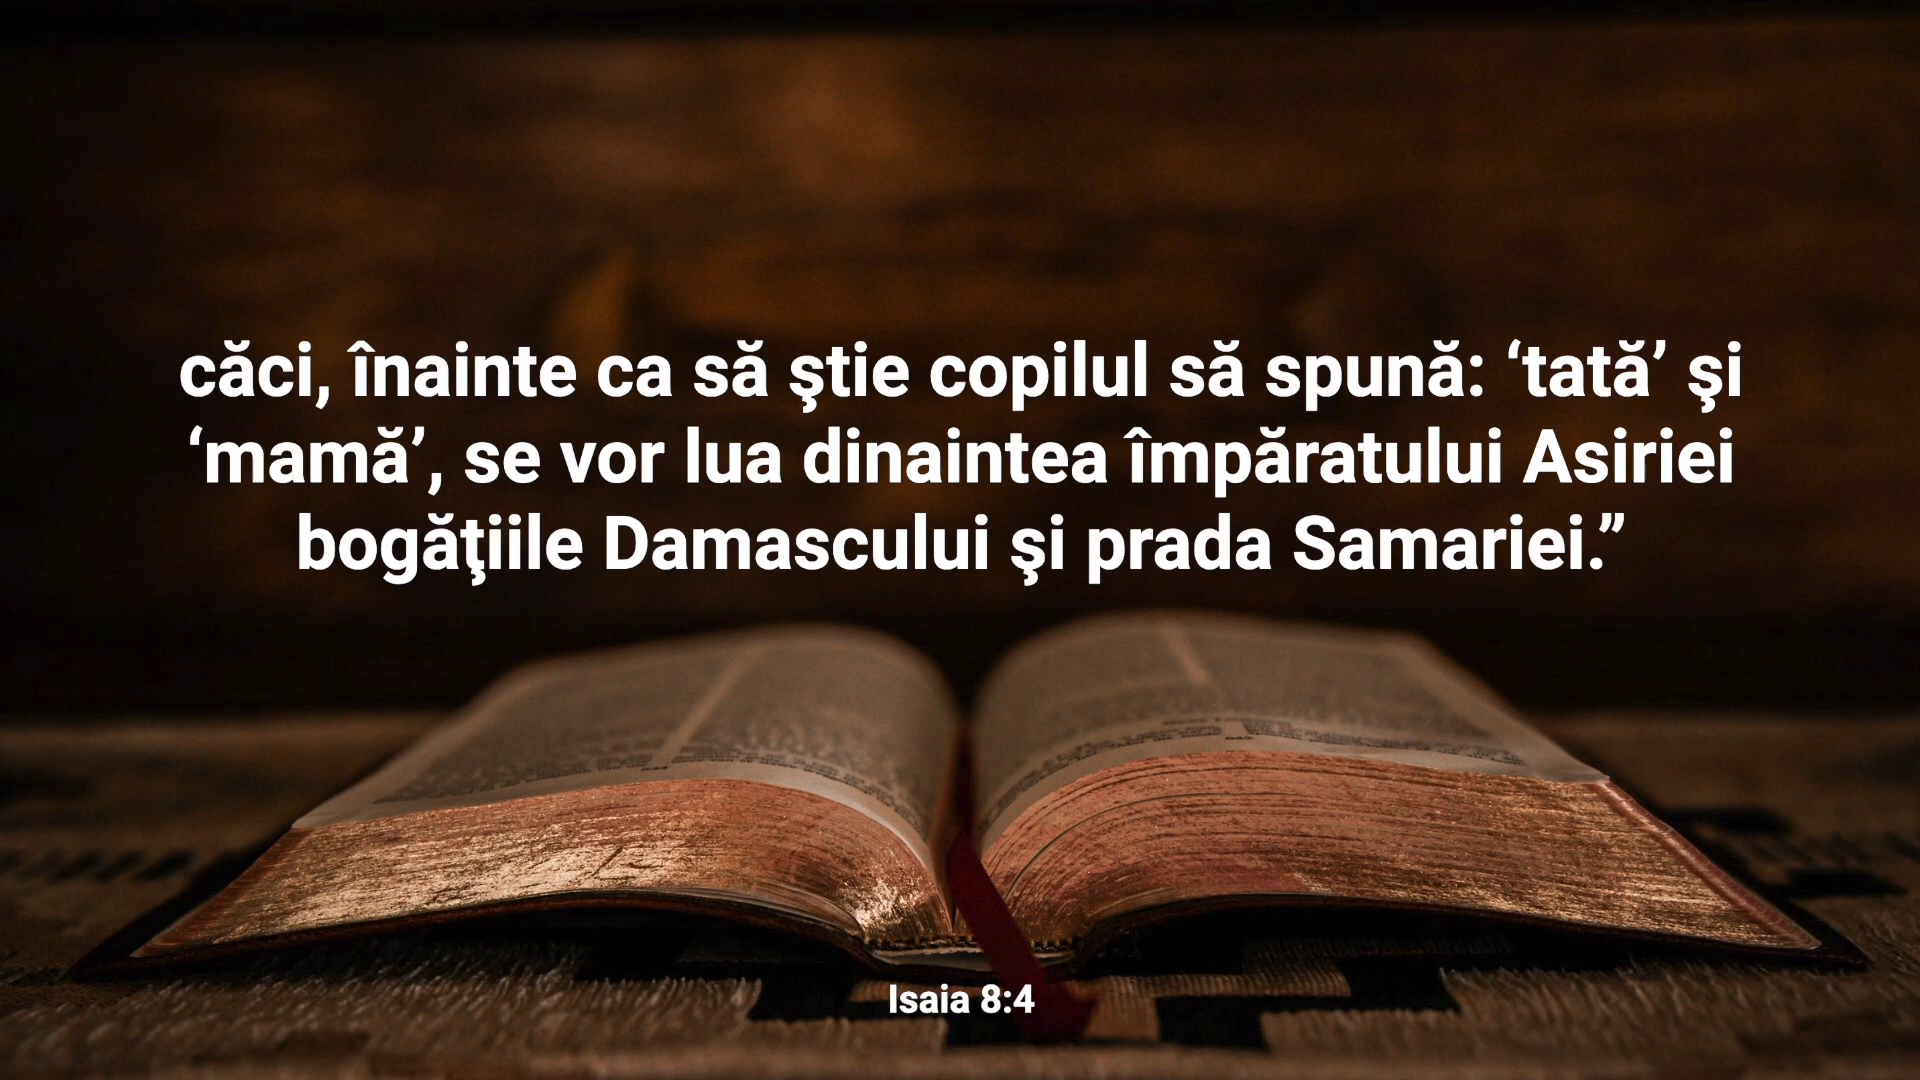 căci, înainte ca să ştie copilul să spună: ‘tată’ şi
‘mamă’, se vor lua dinaintea împăratului Asiriei
bogăţiile Damascului şi prada Samariei.”
Isaia 8:4